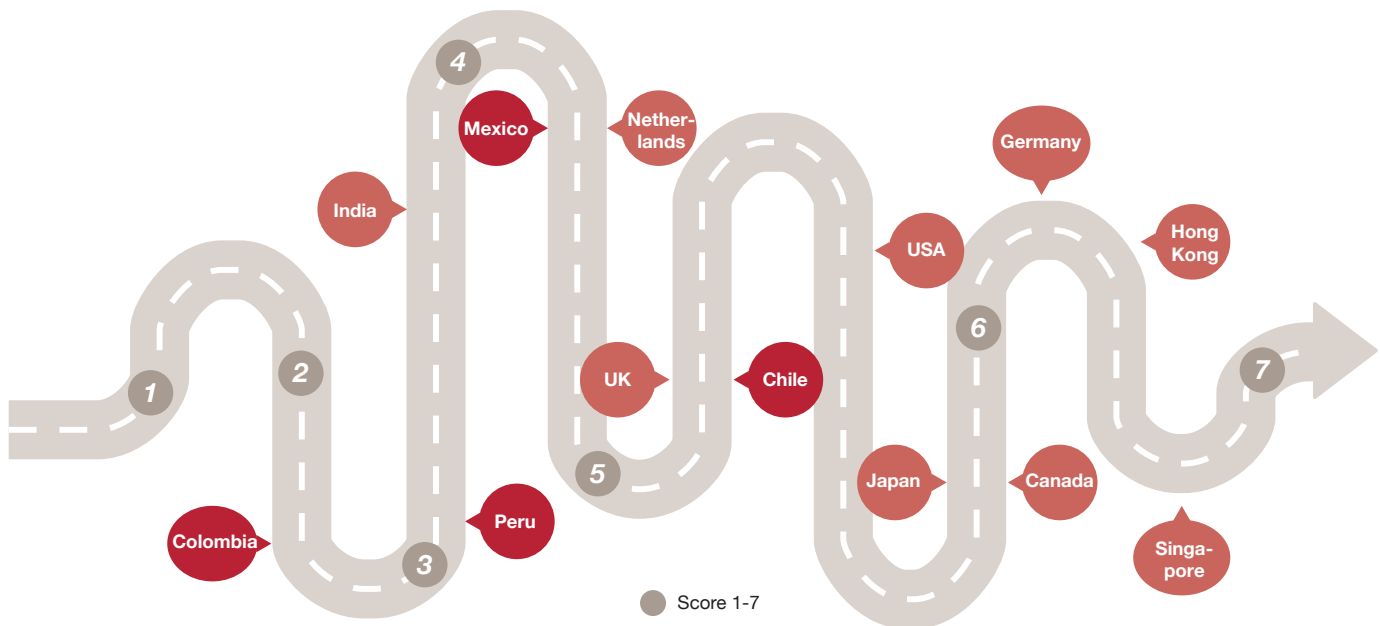 4
Mexico
Nether-
lands
Germany
India
Hong
Kong
USA
6
1
2
UK
Chile
7
5
Japan
Canada
Peru
Colombia
3
Singa-
pore
Score 1-7